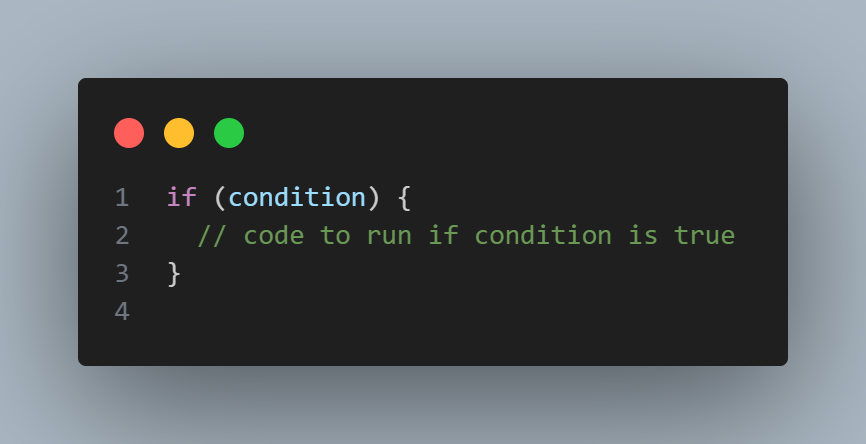 1 if (condition) {
2   // code to run if condition is true
3 }
4